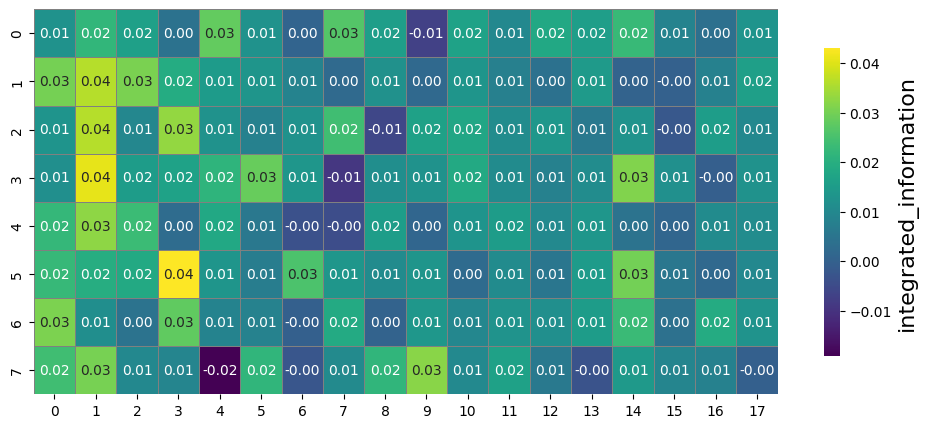 0 0.01 0.02 0.02 0.00 0.03 0.01 0.00 0.03 0.02 -0.01 0.02 0.01 0.02 0.02 0.02 0.01 0.00 0.01
1 0.03 0.04 0.03 0.02 0.01 0.01 0.01 0.00 0.01 0.00 0.01 0.01 0.00 0.01 0.00 -0.00 0.01 0.02
2 0.01 0.04 0.01 0.03 0.01 0.01 0.01 0.02 -0.01 0.02 0.02 0.01 0.01 0.01 0.01 -0.00 0.02 0.01
3 0.01 0.04 0.02 0.02 0.02 0.03 0.01 -0.01 0.01 0.01 0.02 0.01 0.01 0.01 0.03 0.01 -0.00 0.01
4 0.02 0.03 0.02 0.00 0.02 0.01 -0.00 -0.00 0.02 0.00 0.01 0.01 0.01 0.01 0.00 0.00 0.01 0.01
5 0.02 0.02 0.02 0.04 0.01 0.01 0.03 0.01 0.01 0.01 0.00 0.01 0.01 0.01 0.03 0.01 0.00 0.01
6 0.03 0.01 0.00 0.03 0.01 0.01 -0.00 0.02 0.00 0.01 0.01 0.01 0.01 0.01 0.02 0.00 0.02 0.01
7 0.02 0.03 0.01 0.01 -0.02 0.02 -0.00 0.01 0.02 0.03 0.01 0.02 0.01 -0.00 0.01 0.01 0.01 -0.00
0 1 2 3 4 5 6 7 8 9 10 11 12 13 14 15 16 17
0.04
0.03
0.02
0.01
0.00
−0.01
integrated_information